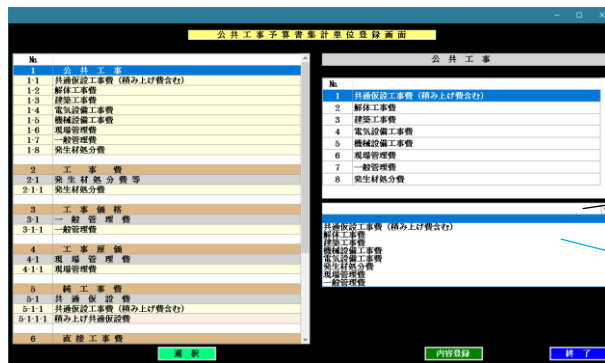 公共工事予算書集計単位登録画面
№
1 公共工事
1-1 共通仮設工事費(積み上げ費含む)
1-2 解体工事費
1-3 建築工事費
1-4 電気設備工事費
1-5 機械設備工事費
1-6 現場管理費
1-7 一般管理費
1-8 発生材処分費
2 工事費
2-1 発生材処分費等
2-1-1 発生材処分費
3 工事価格
3-1 一般管理費
3-1-1 一般管理費
4 工事原価
4-1 現場管理費
4-1-1 現場管理費
5 純工事費
5-1 共通仮設費
5-1-1 共通仮設工事費(積み上げ費含む)
5-1-1-1 積み上げ共通仮設費
6 直接工事費
選択
公共工事
№
1 共通仮設工事費(積み上げ費含む)
2 解体工事費
3 建築工事費
4 電気設備工事費
5 機械設備工事費
6 現場管理費
7 一般管理費
8 発生材処分費
共通仮設工事費(積み上げ費含む)
解体工事費
建築工事費
機械設備工事費
電気設備工事費
発生材処分費
現場管理費
一般管理費
内容登録
終了